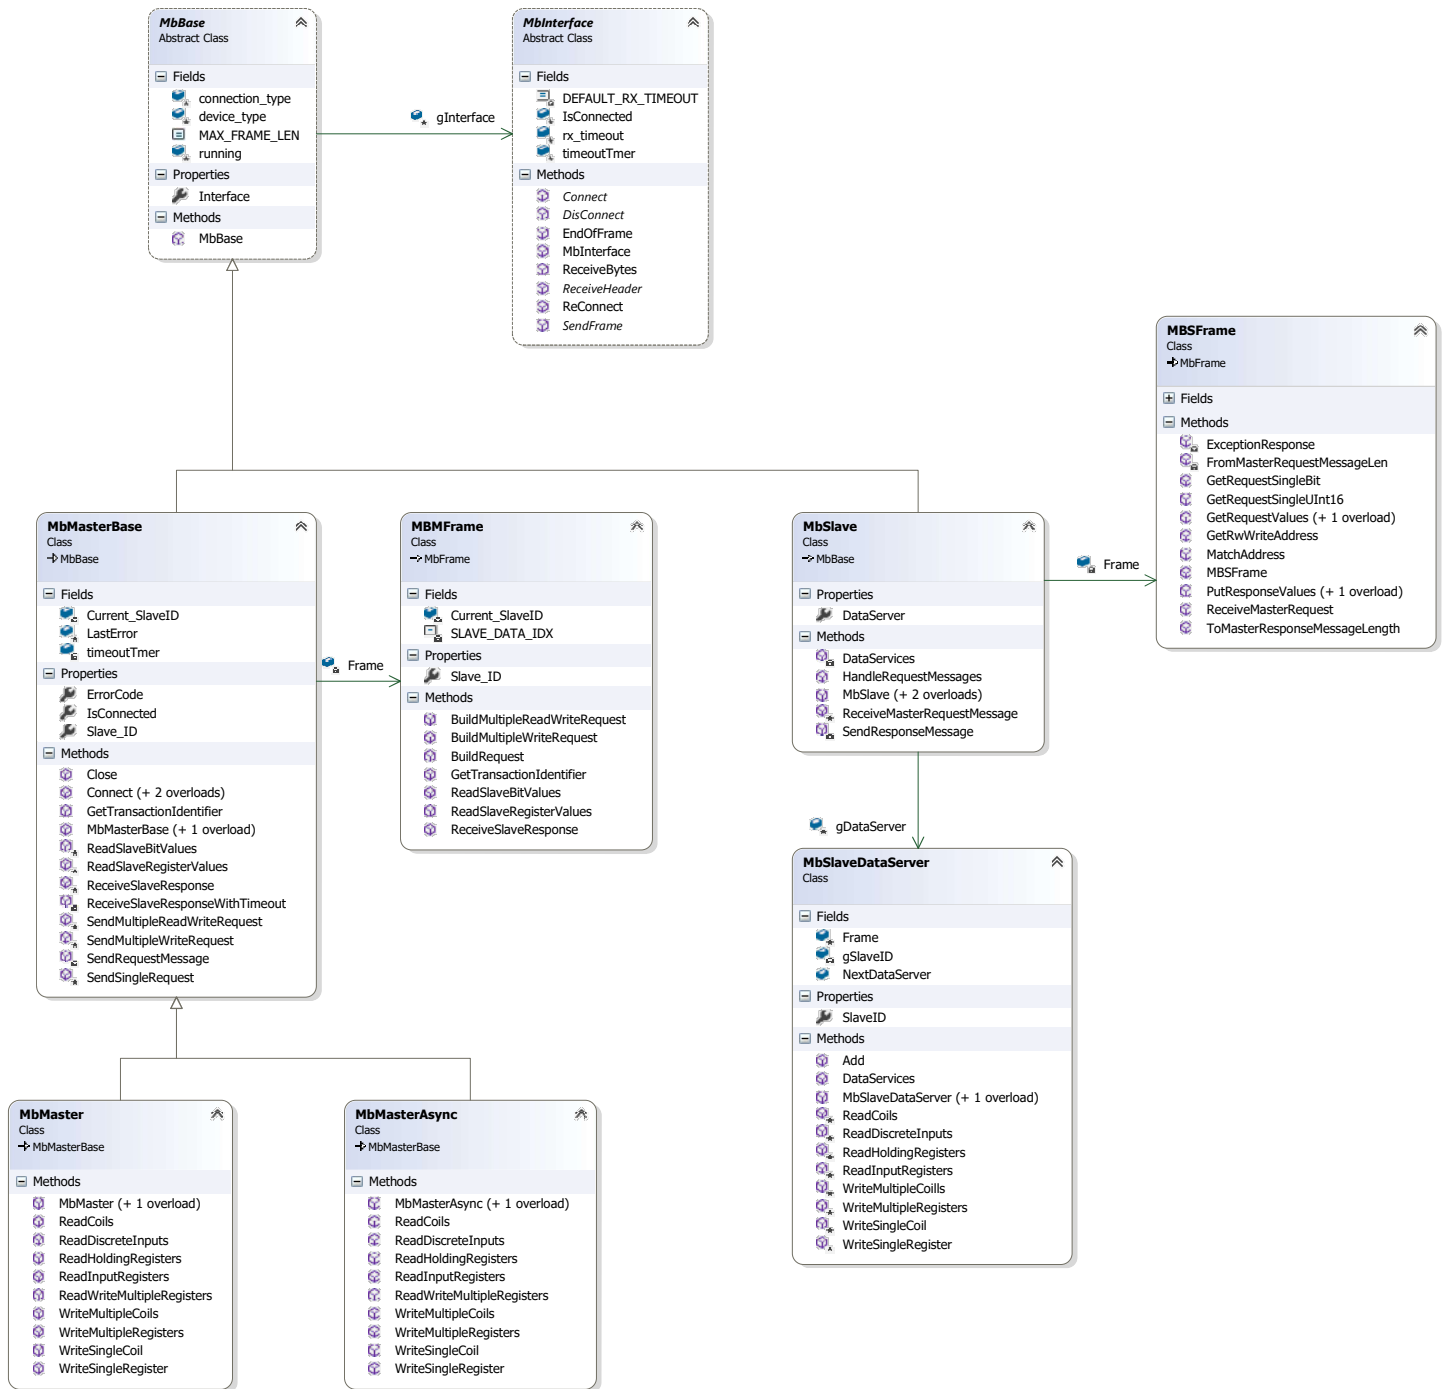 MbBase
Abstract Class
Fields
connection_type
device_type
MAX_FRAME_LEN
running
Properties
Interface
Methods
MbBase
gInterface
MbInterface
Abstract Class
Fields
DEFAULT_RX_TIMEOUT
IsConnected
rx_timeout
timeoutTmer
Methods
Connect
DisConnect
EndOfFrame
MbInterface
ReceiveBytes
ReceiveHeader
ReConnect
SendFrame
MBSFrame
Class
MbFrame
Fields
Methods
ExceptionResponse
FromMasterRequestMessageLen
GetRequestSingleBit
GetRequestSingleUInt16
GetRequestValues (+ 1 overload)
GetRwWriteAddress
MatchAddress
MBSFrame
PutResponseValues (+ 1 overload)
ReceiveMasterRequest
ToMasterResponseMessageLength
MbMasterBase
Class
MbBase
Fields
Current_SlaveID
LastError
timeoutTmer
Properties
ErrorCode
IsConnected
Slave_ID
Methods
Close
Connect (+ 2 overloads)
GetTransactionIdentifier
MbMasterBase (+ 1 overload)
ReadSlaveBitValues
ReadSlaveRegisterValues
ReceiveSlaveResponse
ReceiveSlaveResponseWithTimeout
SendMultipleReadWriteRequest
SendMultipleWriteRequest
SendRequestMessage
SendSingleRequest
Frame
MBMFrame
Class
MbFrame
Fields
Current_SlaveID
SLAVE_DATA_IDX
Properties
Slave_ID
Methods
BuildMultipleReadWriteRequest
BuildMultipleWriteRequest
BuildRequest
GetTransactionIdentifier
ReadSlaveBitValues
ReadSlaveRegisterValues
ReceiveSlaveResponse
MbSlave
Class
MbBase
Properties
DataServer
Methods
DataServices
HandleRequestMessages
MbSlave (+ 2 overloads)
ReceiveMasterRequestMessage
SendResponseMessage
Frame
gDataServer
MbSlaveDataServer
Class
Fields
Frame
gSlaveID
NextDataServer
Properties
SlaveID
Methods
Add
DataServices
MbSlaveDataServer (+ 1 overload)
ReadCoils
ReadDiscreteInputs
ReadHoldingRegisters
ReadInputRegisters
WriteMultipleCoills
WriteMultipleRegisters
WriteSingleCoil
WriteSingleRegister
MbMaster
Class
MbMasterBase
Methods
MbMaster (+ 1 overload)
ReadCoils
ReadDiscreteInputs
ReadHoldingRegisters
ReadInputRegisters
ReadWriteMultipleRegisters
WriteMultipleCoils
WriteMultipleRegisters
WriteSingleCoil
WriteSingleRegister
MbMasterAsync
Class
MbMasterBase
Methods
MbMasterAsync (+ 1 overload)
ReadCoils
ReadDiscreteInputs
ReadHoldingRegisters
ReadInputRegisters
ReadWriteMultipleRegisters
WriteMultipleCoils
WriteMultipleRegisters
WriteSingleCoil
WriteSingleRegister